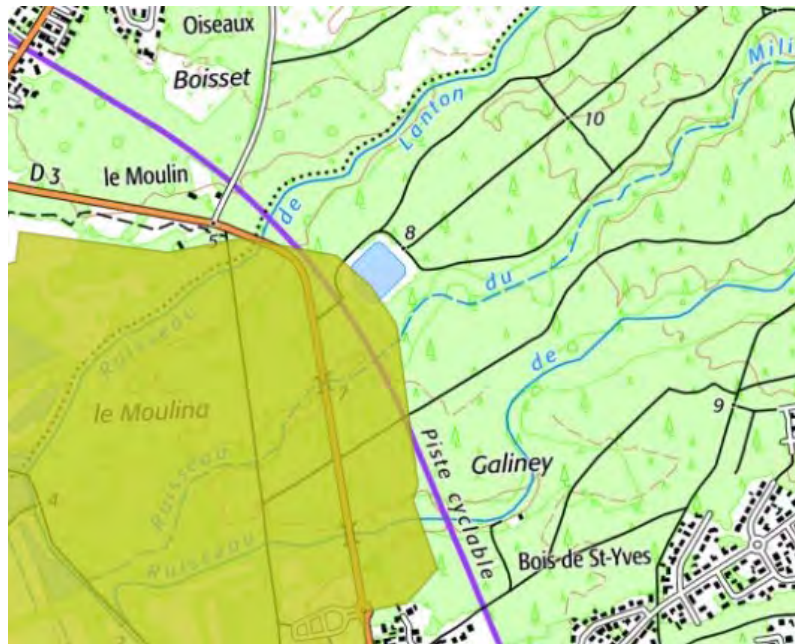 Oiseaux
Boisset
Mili
Lanton
10
D 3
le Moulin
de
5
8
du
Ruisseau
de
7
le Moulina
9
Piste cyclable
Galiney
Ruisseau
4
Bois de St-Yves
Ruisseau